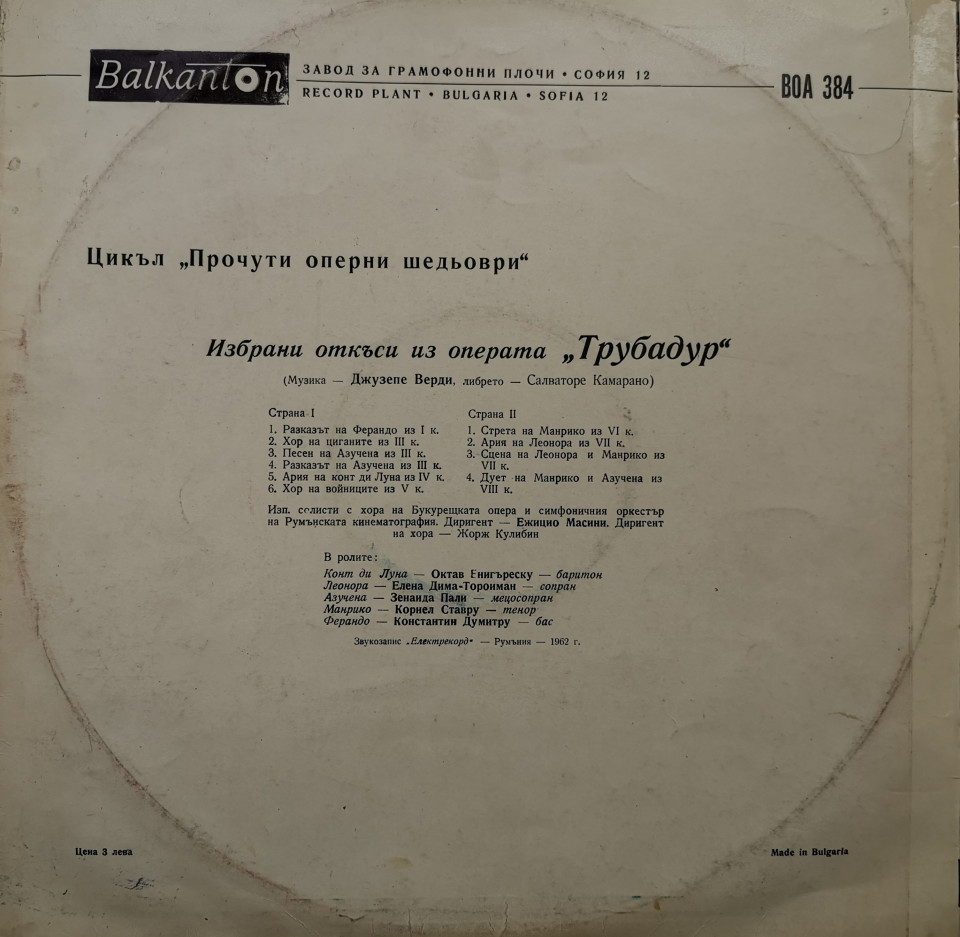 Balkanton
ЗАВОД ЗА ГРАМОФОННИ ПЛОЧИ • СОФИЯ 12
RECORD PLANT • BULGARIA • SOFIA 12
ВОА 384
Цикъл „Прочути оперни шедьоври“
Избрани откъси из операта „Трубадур“
(Музика — Джузепе Верди, либрето — Салваторе Камарано)
Страна I
1. Разказът на Ферандо из I к.
2. Хор на циганите из III к.
3. Песен на Азучена из III к.
4. Разказът на Азучена из III к.
5. Ария на конт ди Луна из IV к.
6. Хор на войниците из V к.
Страна II
1. Стрета на Манрико из VI к.
2. Ария на Леонора из VII к.
3. Сцена на Леонора и Манрико из
VII к.
4. Дует на Манрико и Азучена из
VIII к.
Изп. солисти с хора на Букурещката опера и симфоничния оркестър
на Румънската кинематография. Диригент — Ежицио Масини. Диригент
на хора — Жорж Кулибин
В ролите:
Конт ди Луна — Октав Енигъреску — баритон
Леонора — Елена Дима-Тороиман — сопран
Азучена — Зенаида Пали — мецосопран
Манрико — Корнел Ставру — тенор
Ферандо — Константин Думитру — бас
Звукозапис „Електрекорд“ — Румъния — 1962 г.
Цена 3 лева
Made in Bulgaria